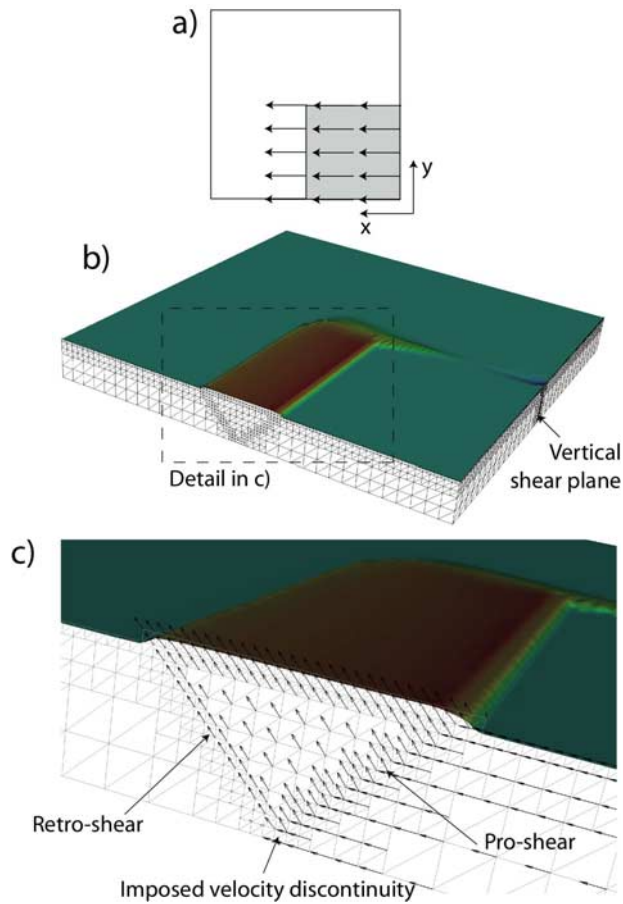 a)
y
x
b)
Detail in c)
Vertical
shear plane
c)
Retro-shear
Pro-shear
Imposed velocity discontinuity